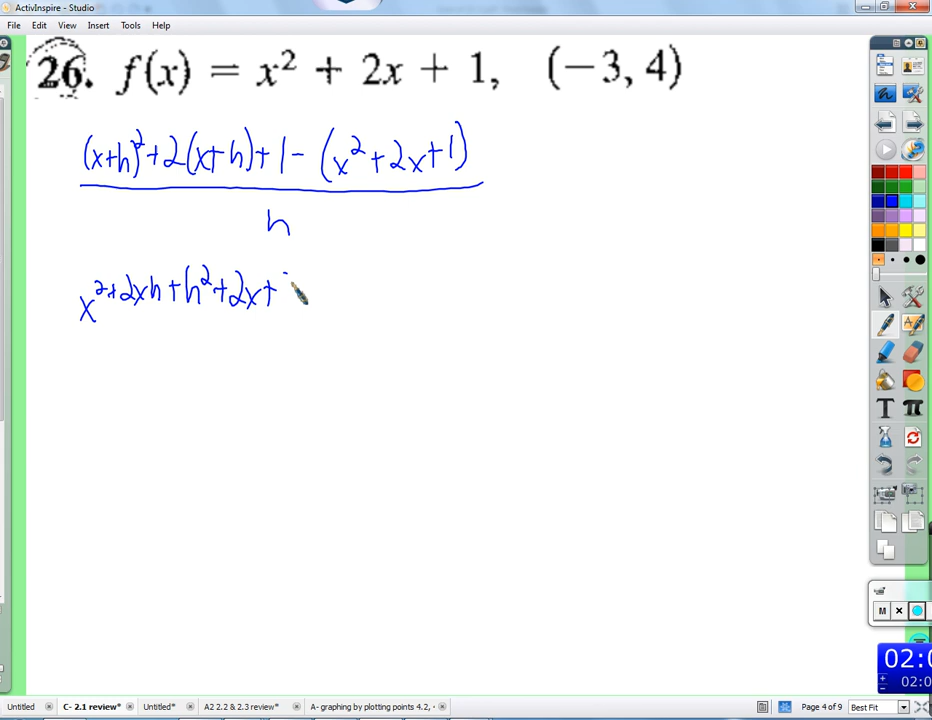 ActivInspire - Studio
File Edit View Insert Tools Help
26. f(x) = x² + 2x + 1, (−3, 4)
(x+h)²+2(x+h)+1-(x²+2x+1)
h
x²+2xh+h²+2x+
M
02:0
02:0
Untitled C- 2.1 review* Untitled* A2 2.2 & 2.3 review* A- graphing by plotting points 4.2, 4. Page 4 of 9 Best Fit